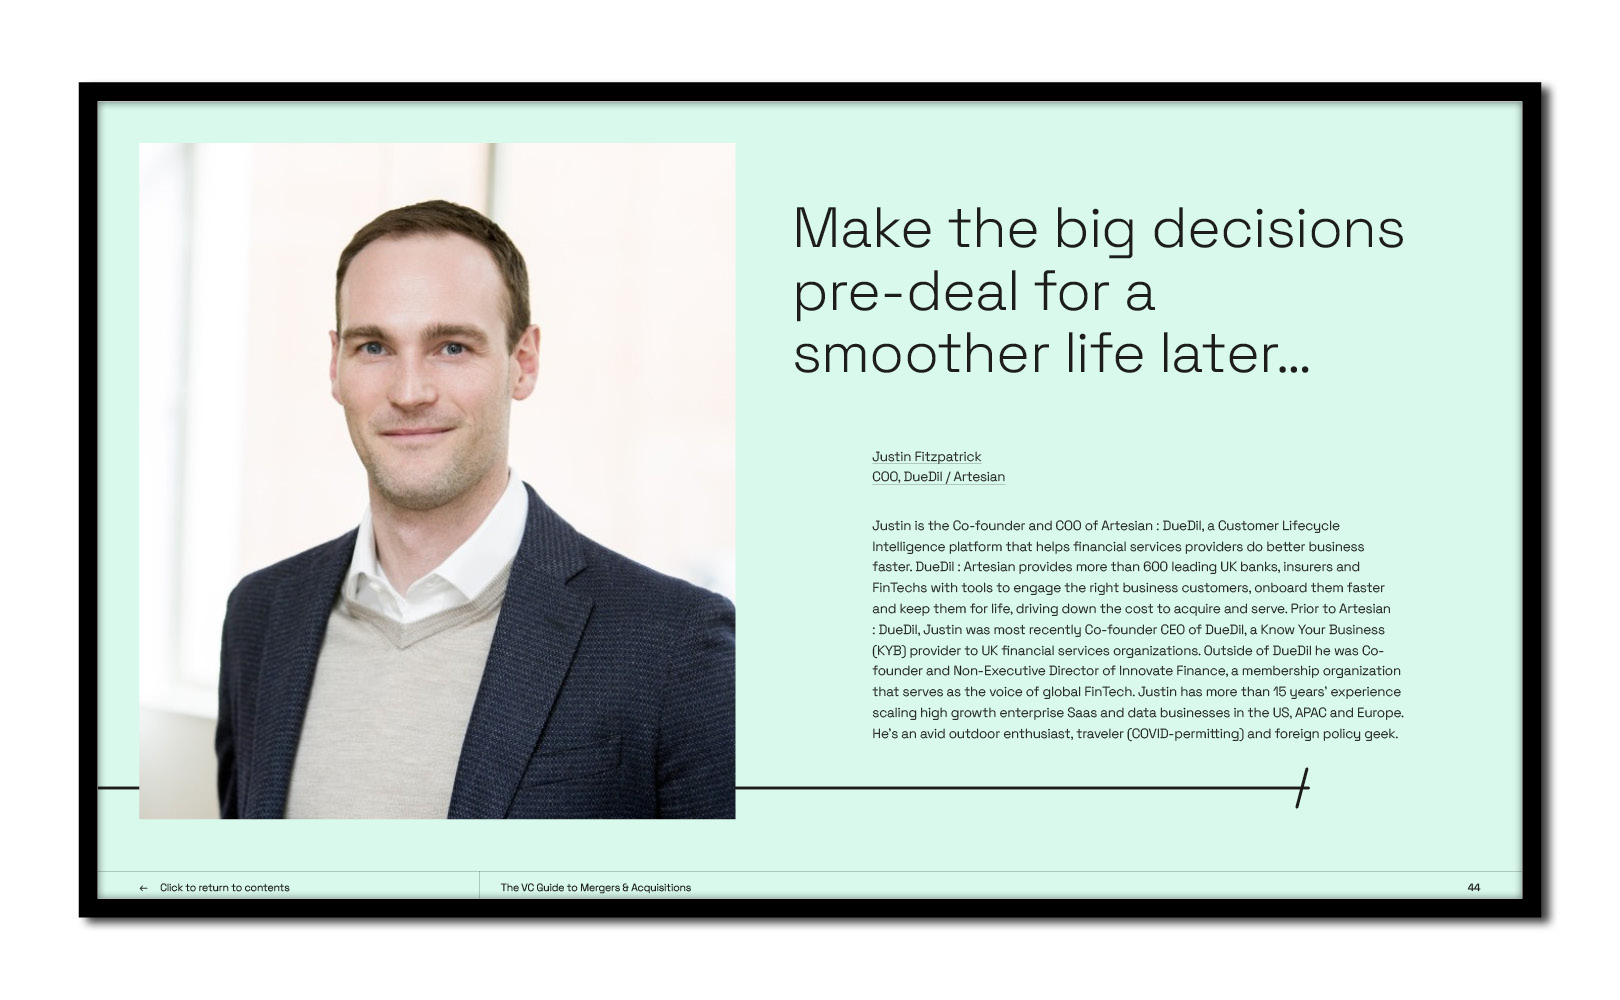 Make the big decisions
pre-deal for a
smoother life later...
Justin Fitzpatrick
COO, DueDil / Artesian
Justin is the Co-founder and COO of Artesian : DueDil, a Customer Lifecycle
Intelligence platform that helps financial services providers do better business
faster. DueDil : Artesian provides more than 600 leading UK banks, insurers and
FinTechs with tools to engage the right business customers, onboard them faster
and keep them for life, driving down the cost to acquire and serve. Prior to Artesian
: DueDil, Justin was most recently Co-founder CEO of DueDil, a Know Your Business
(KYB) provider to UK financial services organizations. Outside of DueDil he was Co-
founder and Non-Executive Director of Innovate Finance, a membership organization
that serves as the voice of global FinTech. Justin has more than 15 years' experience
scaling high growth enterprise Saas and data businesses in the US, APAC and Europe.
He's an avid outdoor enthusiast, traveler (COVID-permitting) and foreign policy geek.
← Click to return to contents
The VC Guide to Mergers & Acquisitions
44